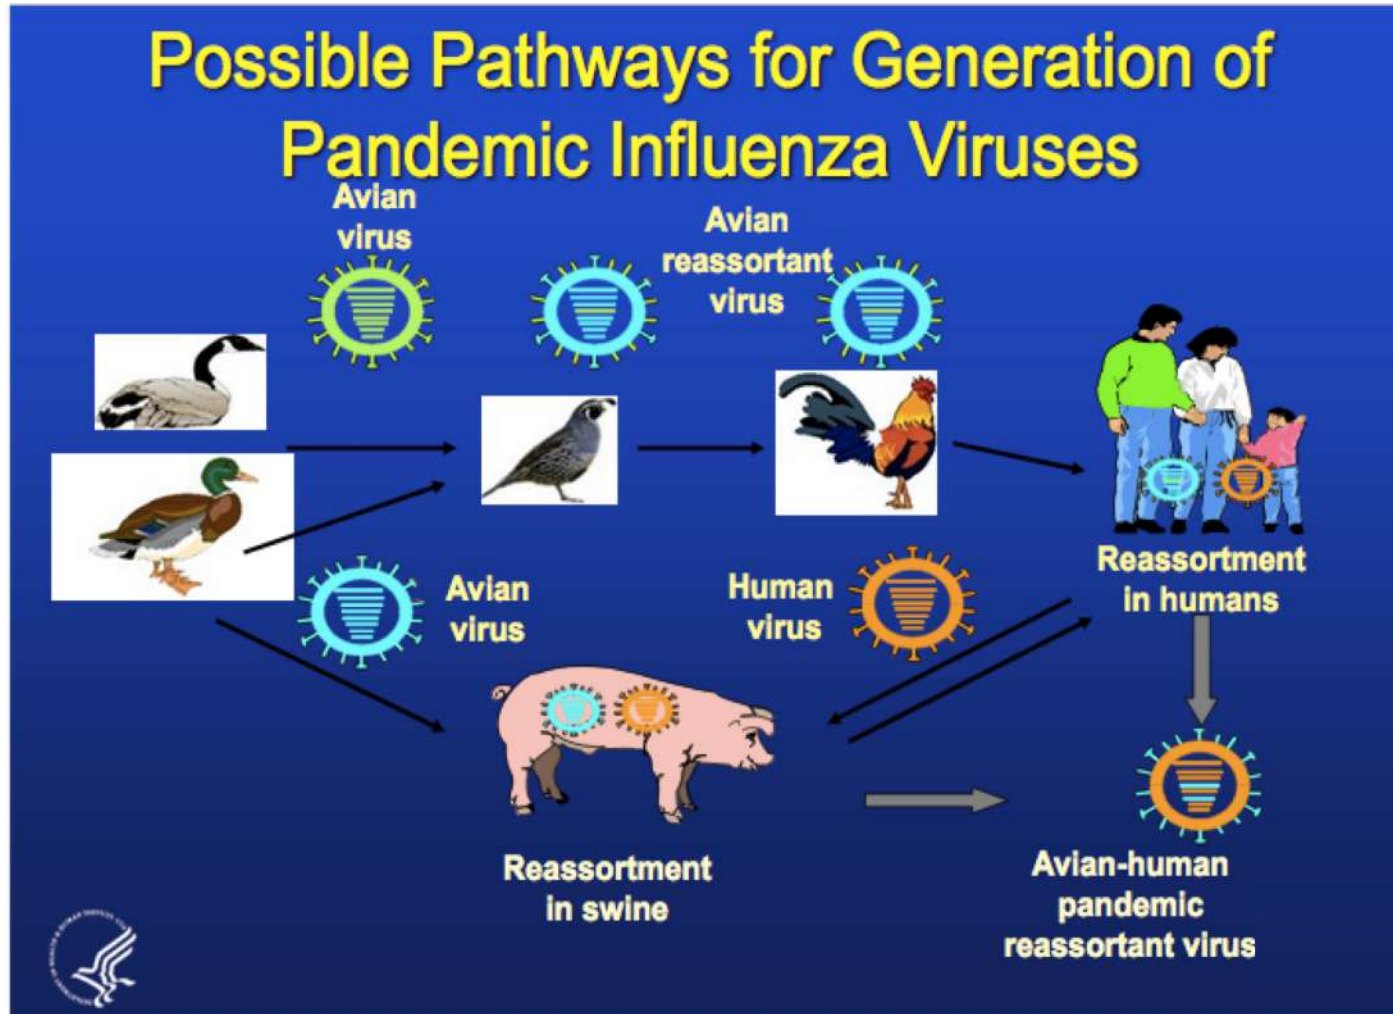 Possible Pathways for Generation of
Pandemic Influenza Viruses
Avian
virus
Avian
reassortant
virus
Avian
virus
Human
virus
Reassortment
in humans
Reassortment
in swine
Avian-human
pandemic
reassortant virus